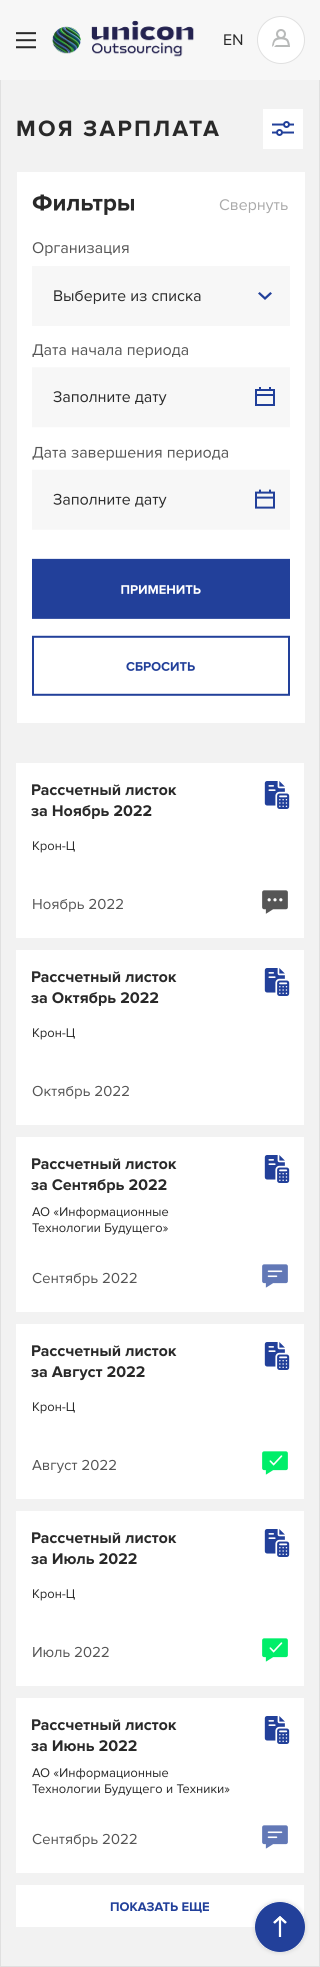 unicon
Outsourcing
EN
МОЯ ЗАРПЛАТА
Фильтры
Свернуть
Организация
Выберите из списка
Дата начала периода
Заполните дату
Дата завершения периода
Заполните дату
ПРИМЕНИТЬ
СБРОСИТЬ
Рассчетный листок
за Ноябрь 2022
Крон-Ц
Ноябрь 2022
Рассчетный листок
за Октябрь 2022
Крон-Ц
Октябрь 2022
Рассчетный листок
за Сентябрь 2022
АО «Информационные
Технологии Будущего»
Сентябрь 2022
Рассчетный листок
за Август 2022
Крон-Ц
Август 2022
Рассчетный листок
за Июль 2022
Крон-Ц
Июль 2022
Рассчетный листок
за Июнь 2022
АО «Информационные
Технологии Будущего и Техники»
Сентябрь 2022
ПОКАЗАТЬ ЕЩЕ